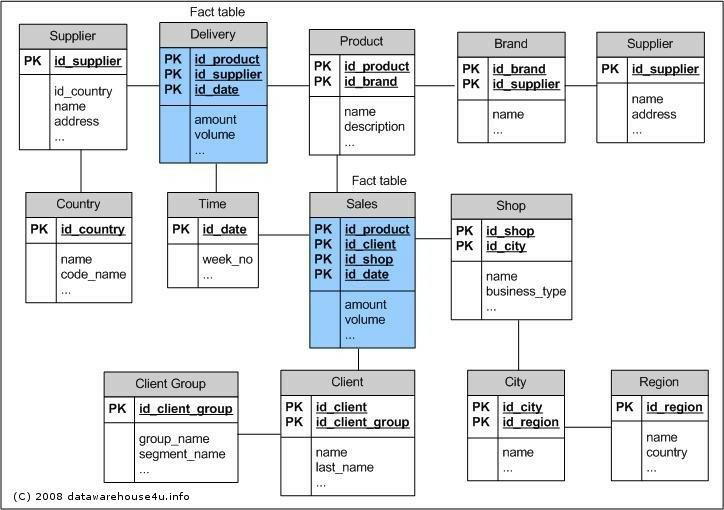 Fact table
Supplier
PK id_supplier
id_country
name
address
...
Delivery
PK id_product
PK id_supplier
PK id_date
amount
volume
...
Product
PK id_product
PK id_brand
name
description
...
Brand
PK id_brand
PK id_supplier
name
...
Supplier
PK id_supplier
name
address
...
Country
PK id_country
name
code_name
...
Time
PK id_date
week_no
...
Fact table
Sales
PK id_product
PK id_client
PK id_shop
PK id_date
amount
volume
...
Shop
PK id_shop
PK id_city
name
business_type
...
Client Group
PK id_client_group
group_name
segment_name
...
Client
PK id_client
PK id_client_group
name
last_name
...
City
PK id_city
PK id_region
name
...
Region
PK id_region
name
country
...
(C) 2008 datawarehouse4u.info